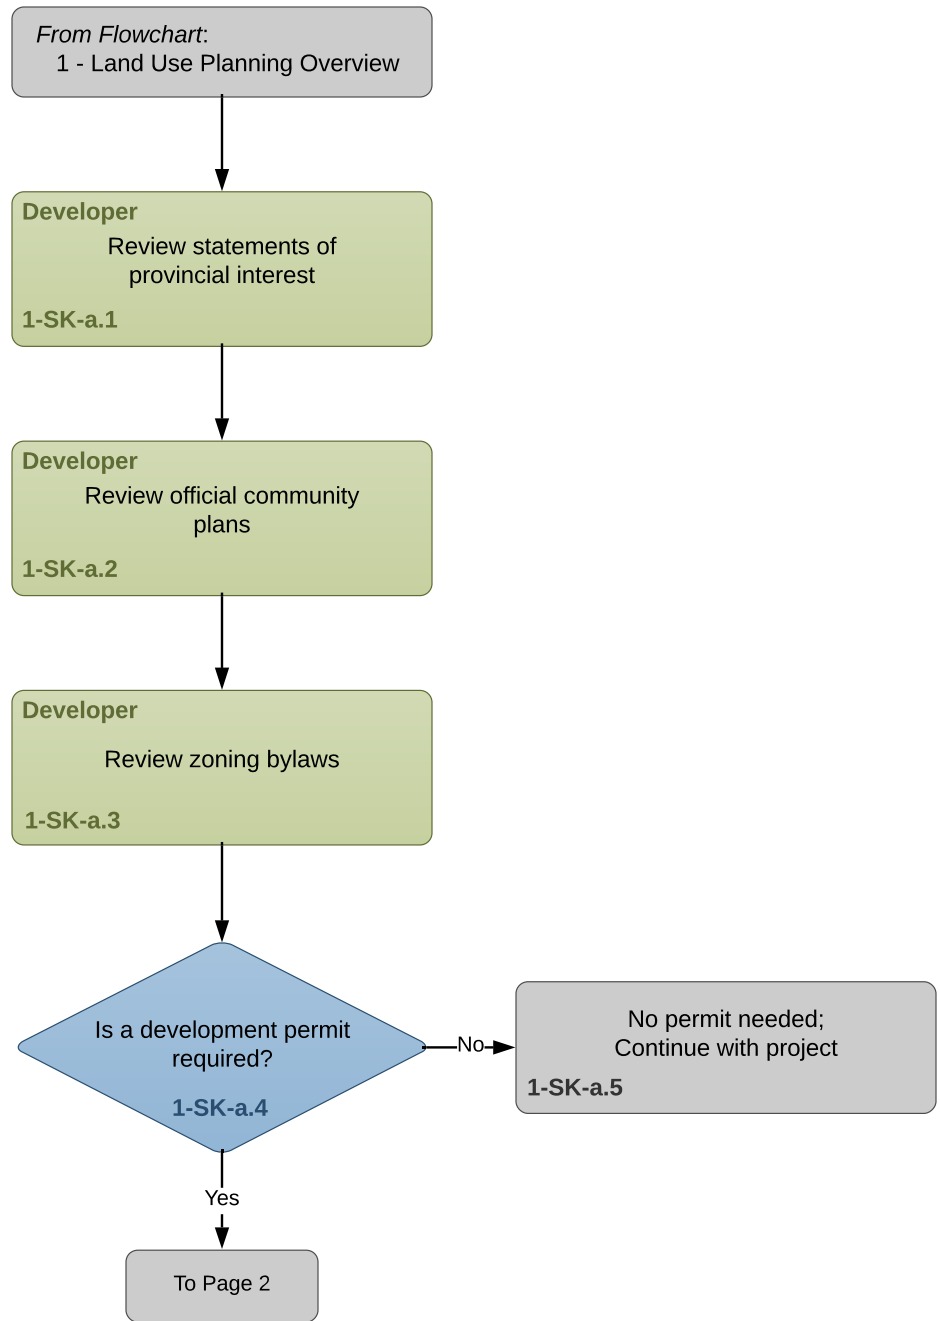 From Flowchart:
1 - Land Use Planning Overview
Developer
Review statements of
provincial interest
1-SK-a.1
Developer
Review official community
plans
1-SK-a.2
Developer
Review zoning bylaws
1-SK-a.3
Is a development permit
required?
1-SK-a.4
No
No permit needed;
Continue with project
1-SK-a.5
Yes
To Page 2